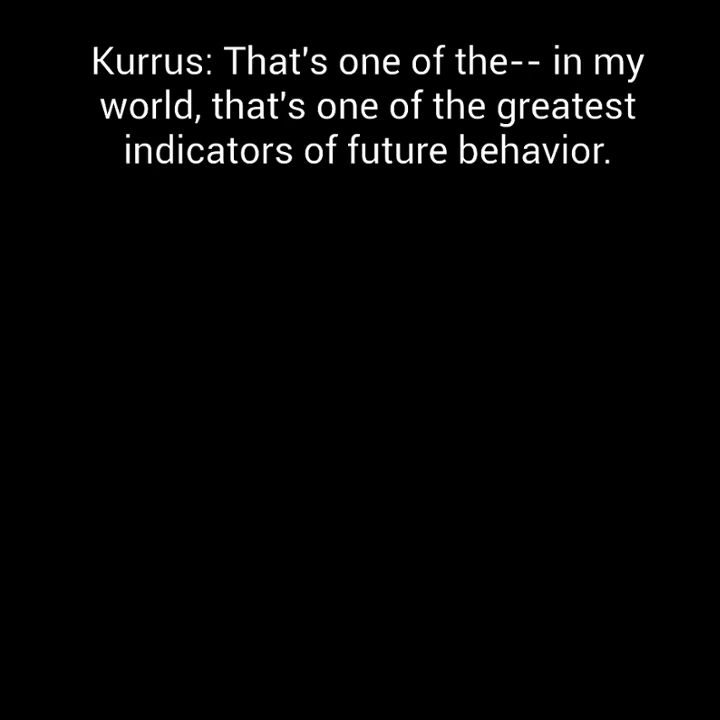 Kurrus: That's one of the-- in my
world, that's one of the greatest
indicators of future behavior.